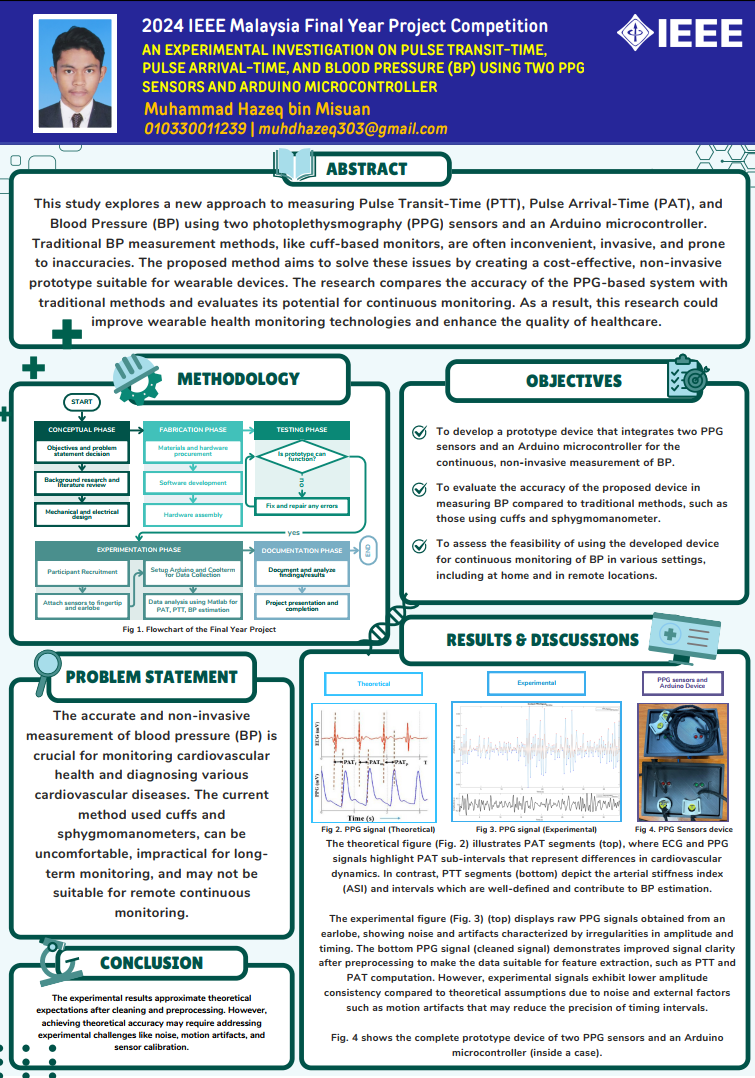 2024 IEEE Malaysia Final Year Project Competition
IEEE
AN EXPERIMENTAL INVESTIGATION ON PULSE TRANSIT-TIME,
PULSE ARRIVAL-TIME, AND BLOOD PRESSURE (BP) USING TWO PPG
SENSORS AND ARDUINO MICROCONTROLLER
Muhammad Hazeq bin Misuan
010330011239 | muhdhazeq303@gmail.com
ABSTRACT
This study explores a new approach to measuring Pulse Transit-Time (PTT), Pulse Arrival-Time (PAT), and
Blood Pressure (BP) using two photoplethysmography (PPG) sensors and an Arduino microcontroller.
Traditional BP measurement methods, like cuff-based monitors, are often inconvenient, invasive, and prone
to inaccuracies. The proposed method aims to solve these issues by creating a cost-effective, non-invasive
prototype suitable for wearable devices. The research compares the accuracy of the PPG-based system with
traditional methods and evaluates its potential for continuous monitoring. As a result, this research could
improve wearable health monitoring technologies and enhance the quality of healthcare.
METHODOLOGY
START
CONCEPTUAL PHASE
Objectives and problem
statement decision
Background research and
literature review
Mechanical and electrical
design
FABRICATION PHASE
Materials and hardware
procurement
Software development
Hardware assembly
TESTING PHASE
Is prototype can
function?
no
Fix and repair any errors
yes
EXPERIMENTATION PHASE
Participant Recruitment
Attach sensors to fingertip
and earlobe
Setup Arduino and Coolterm
for Data Collection
Data analysis using Matlab for
PAT, PTT, BP estimation
DOCUMENTATION PHASE
Document and analyze
findings/results
Project presentation and
completion
END
Fig 1. Flowchart of the Final Year Project
OBJECTIVES
To develop a prototype device that integrates two PPG
sensors and an Arduino microcontroller for the
continuous, non-invasive measurement of BP.
To evaluate the accuracy of the proposed device in
measuring BP compared to traditional methods, such as
those using cuffs and sphygmomanometer.
To assess the feasibility of using the developed device
for continuous monitoring of BP in various settings,
including at home and in remote locations.
PROBLEM STATEMENT
The accurate and non-invasive
measurement of blood pressure (BP) is
crucial for monitoring cardiovascular
health and diagnosing various
cardiovascular diseases. The current
method used cuffs and
sphygmomanometers, can be
uncomfortable, impractical for long-
term monitoring, and may not be
suitable for remote continuous
monitoring.
CONCLUSION
The experimental results approximate theoretical
expectations after cleaning and preprocessing. However,
achieving theoretical accuracy may require addressing
experimental challenges like noise, motion artifacts, and
sensor calibration.
RESULTS & DISCUSSIONS
Theoretical
Experimental
PPG sensors and
Arduino Device
ECG (mV)
PPG (mV)
Time (s)
Fig 2. PPG signal (Theoretical)
Fig 3. PPG signal (Experimental)
Fig 4. PPG Sensors device
The theoretical figure (Fig. 2) illustrates PAT segments (top), where ECG and PPG
signals highlight PAT sub-intervals that represent differences in cardiovascular
dynamics. In contrast, PTT segments (bottom) depict the arterial stiffness index
(ASI) and intervals which are well-defined and contribute to BP estimation.
The experimental figure (Fig. 3) (top) displays raw PPG signals obtained from an
earlobe, showing noise and artifacts characterized by irregularities in amplitude and
timing. The bottom PPG signal (cleaned signal) demonstrates improved signal clarity
after preprocessing to make the data suitable for feature extraction, such as PTT and
PAT computation. However, experimental signals exhibit lower amplitude
consistency compared to theoretical assumptions due to noise and external factors
such as motion artifacts that may reduce the precision of timing intervals.
Fig. 4 shows the complete prototype device of two PPG sensors and an Arduino
microcontroller (inside a case).